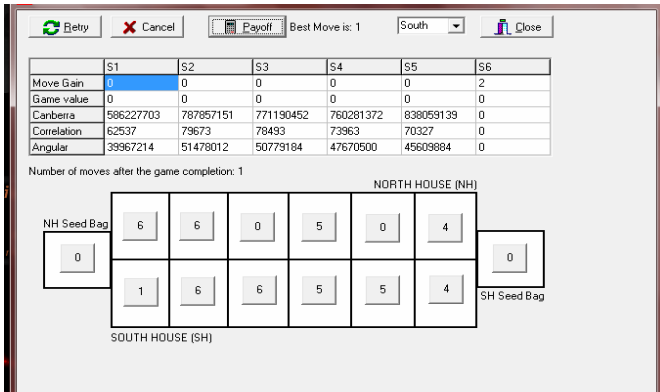 Retry Cancel Payoff Best Move is: 1 South Close
S1 S2 S3 S4 S5 S6
Move Gain 0 0 0 0 0 2
Game value 0 0 0 0 0 0
Canberra 586227703 787857151 771190452 760281372 838059139 0
Correlation 62537 79673 78493 73963 70327 0
Angular 39967214 51478012 50779184 47670500 45609884 0
Number of moves after the game completion: 1
NORTH HOUSE (NH)
NH Seed Bag 6 6 0 5 0 4
0 0
1 6 6 5 5 4 SH Seed Bag
SOUTH HOUSE (SH)